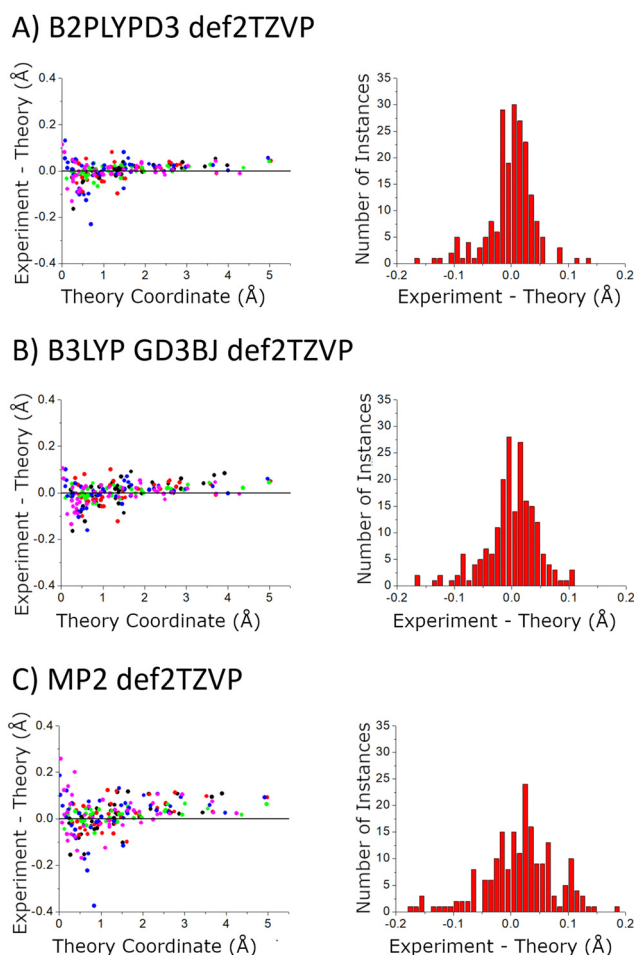 A) B2PLYPD3 def2TZVP
Experiment - Theory (Å)
0.4
0.2
0.0
-0.2
-0.4
0 1 2 3 4 5
Theory Coordinate (Å)
Number of Instances
35
30
25
20
15
10
5
0
-0.2 -0.1 0.0 0.1 0.2
Experiment - Theory (Å)
B) B3LYP GD3BJ def2TZVP
Experiment - Theory (Å)
0.4
0.2
0.0
-0.2
-0.4
0 1 2 3 4 5
Theory Coordinate (Å)
Number of Instances
35
30
25
20
15
10
5
0
-0.2 -0.1 0.0 0.1 0.2
Experiment - Theory (Å)
C) MP2 def2TZVP
Experiment - Theory (Å)
0.4
0.2
0.0
-0.2
-0.4
0 1 2 3 4 5
Theory Coordinate (Å)
Number of Instances
35
30
25
20
15
10
5
0
-0.2 -0.1 0.0 0.1 0.2
Experiment - Theory (Å)